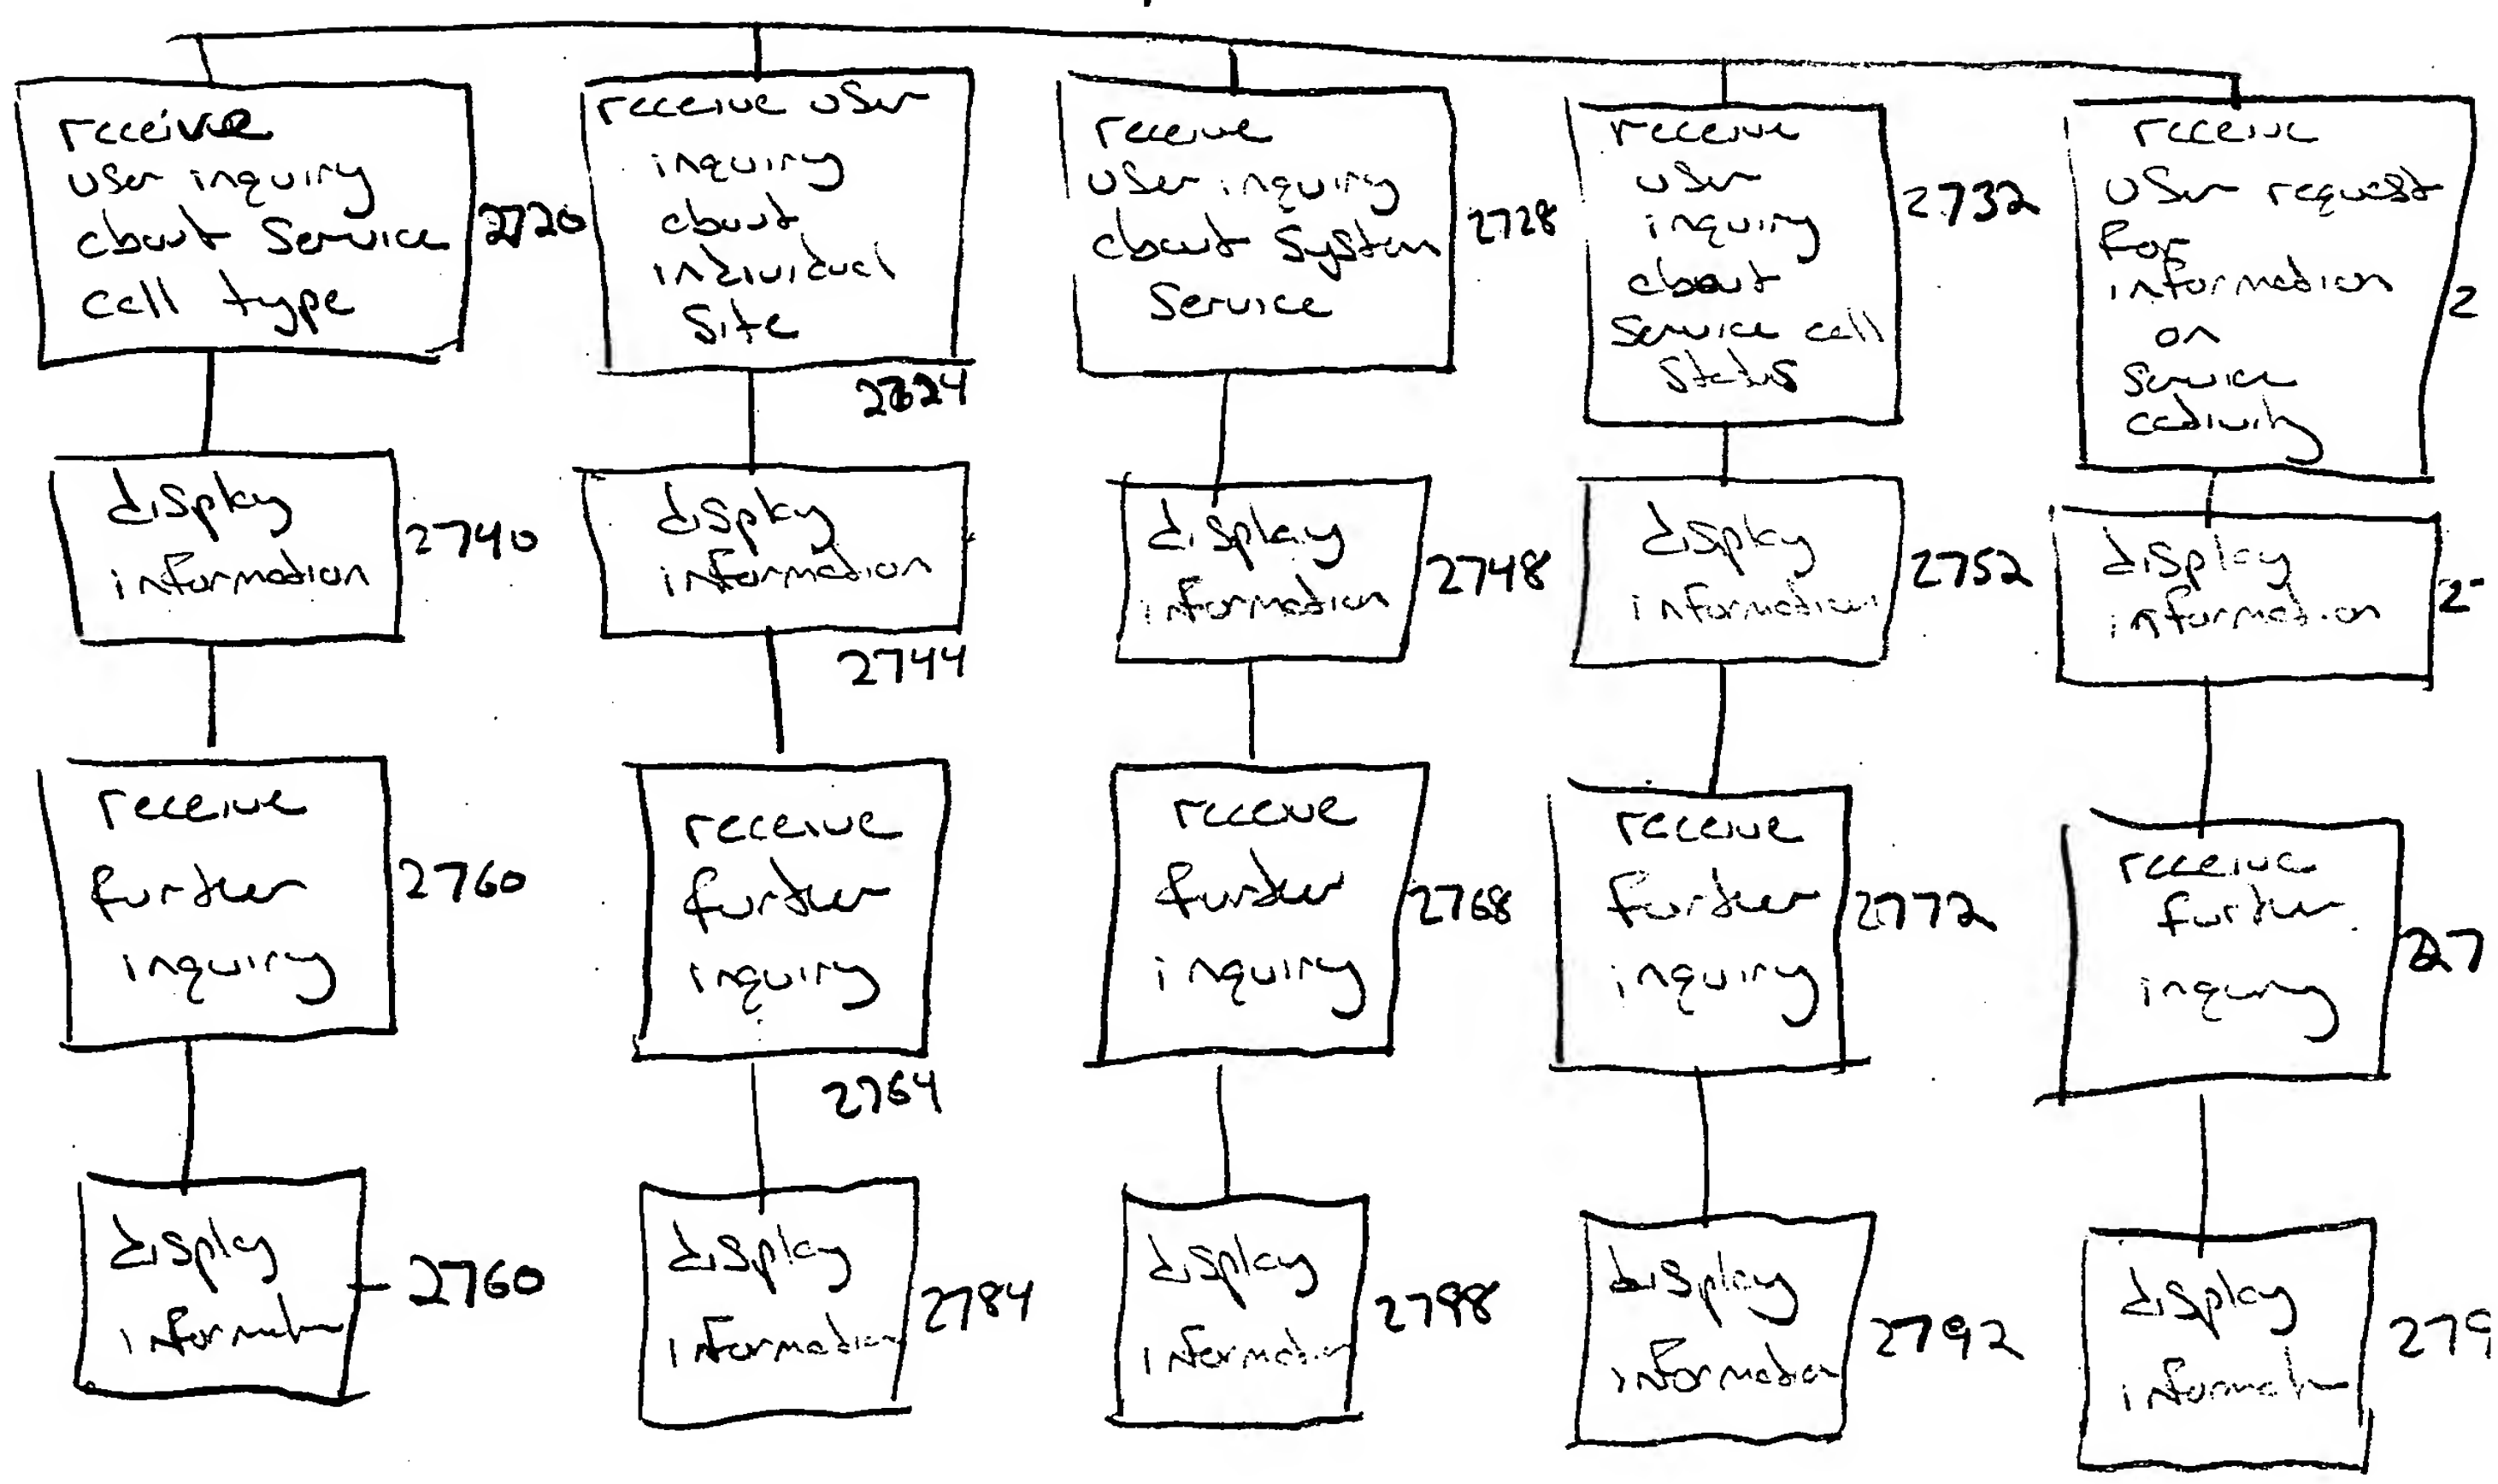 receive
user inquiry
about Service
call type
2720
receive user
inquiry
about
individual
Site
2724
receive
user inquiry
about System
Service
2728
receive
user
inquiry
about
service call
Status
2732
receive
user request
for
information
on
service
activity
2
display
information
2740
display
information
2744
display
information
2748
display
information
2752
display
information
2
receive
further
inquiry
2760
receive
further
inquiry
2764
receive
further
inquiry
2768
receive
further
inquiry
2772
receive
further
inquiry
27
display
information
2760
display
information
2784
display
information
2788
display
information
2792
display
information
279